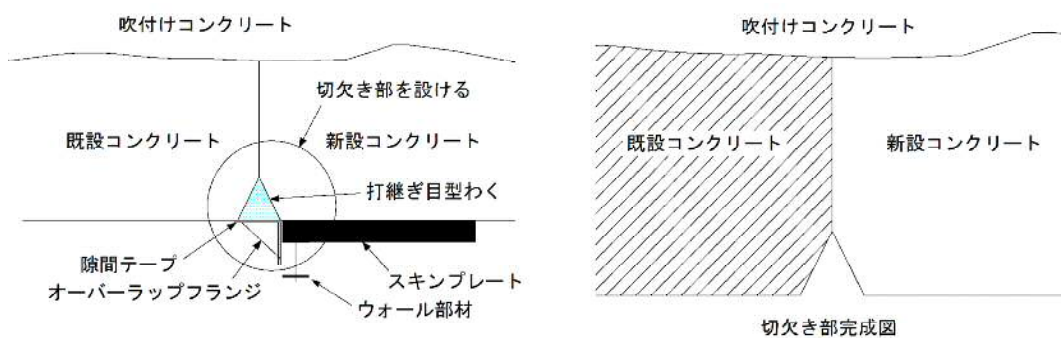 吹付けコンクリート
切欠き部を設ける
既設コンクリート
新設コンクリート
打継ぎ目型わく
隙間テープ
オーバーラップフランジ
スキンプレート
ウォール部材
吹付けコンクリート
既設コンクリート
新設コンクリート
切欠き部完成図